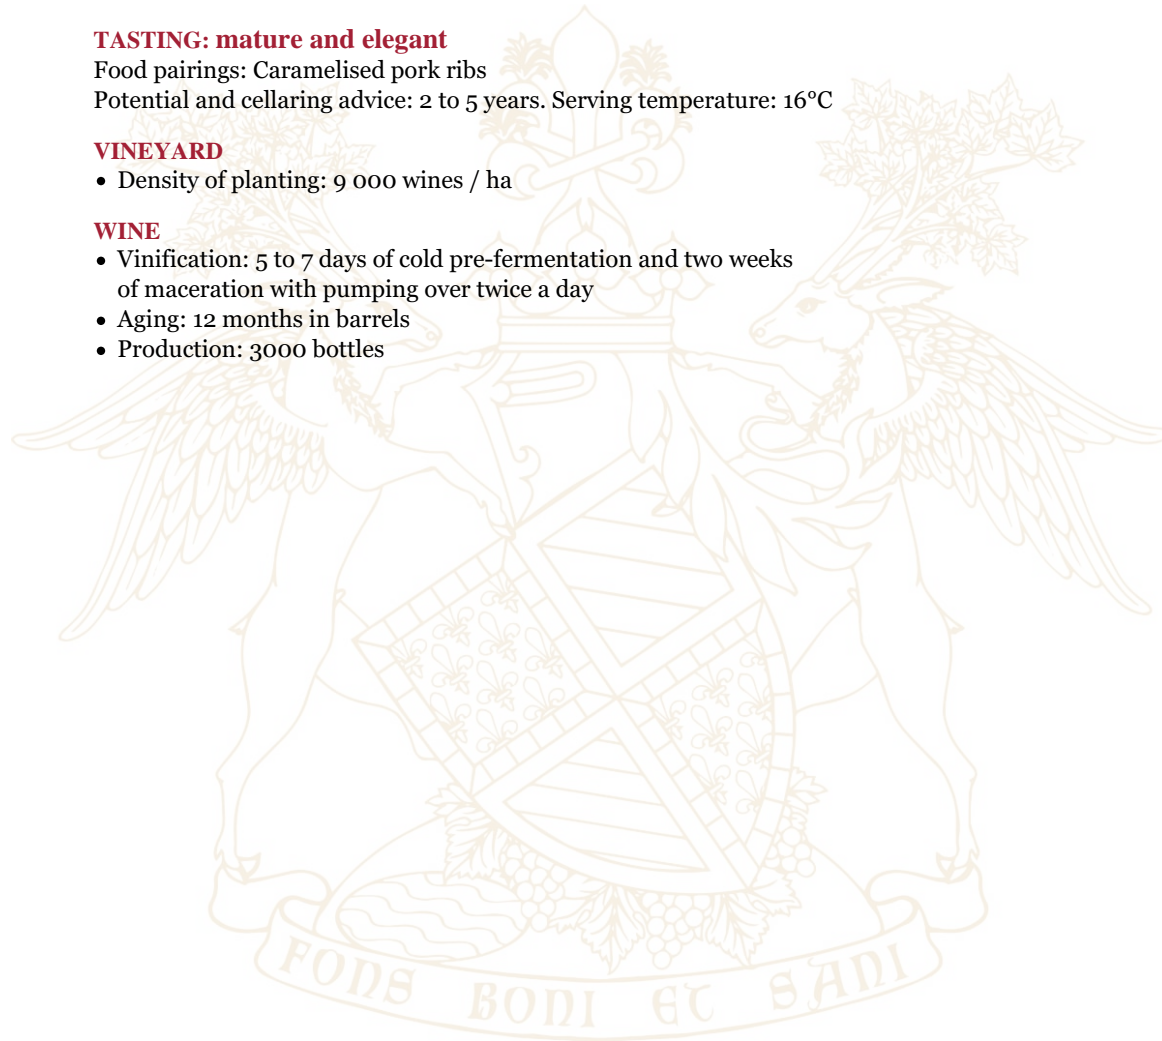 TASTING: mature and elegant
Food pairings: Caramelised pork ribs
Potential and cellaring advice: 2 to 5 years. Serving temperature: 16°C
VINEYARD
• Density of planting: 9 000 wines / ha
WINE
• Vinification: 5 to 7 days of cold pre-fermentation and two weeks
of maceration with pumping over twice a day
• Aging: 12 months in barrels
• Production: 3000 bottles
FONS BONI ET SANI